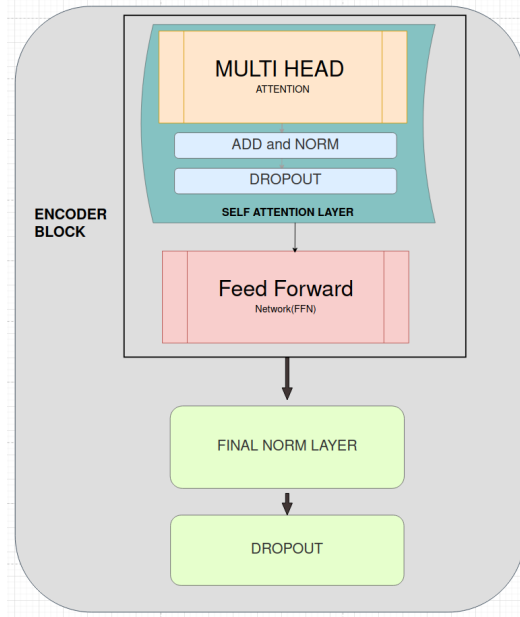 MULTI HEAD
ATTENTION
ADD and NORM
DROPOUT
SELF ATTENTION LAYER
ENCODER
BLOCK
Feed Forward
Network(FFN)
FINAL NORM LAYER
DROPOUT